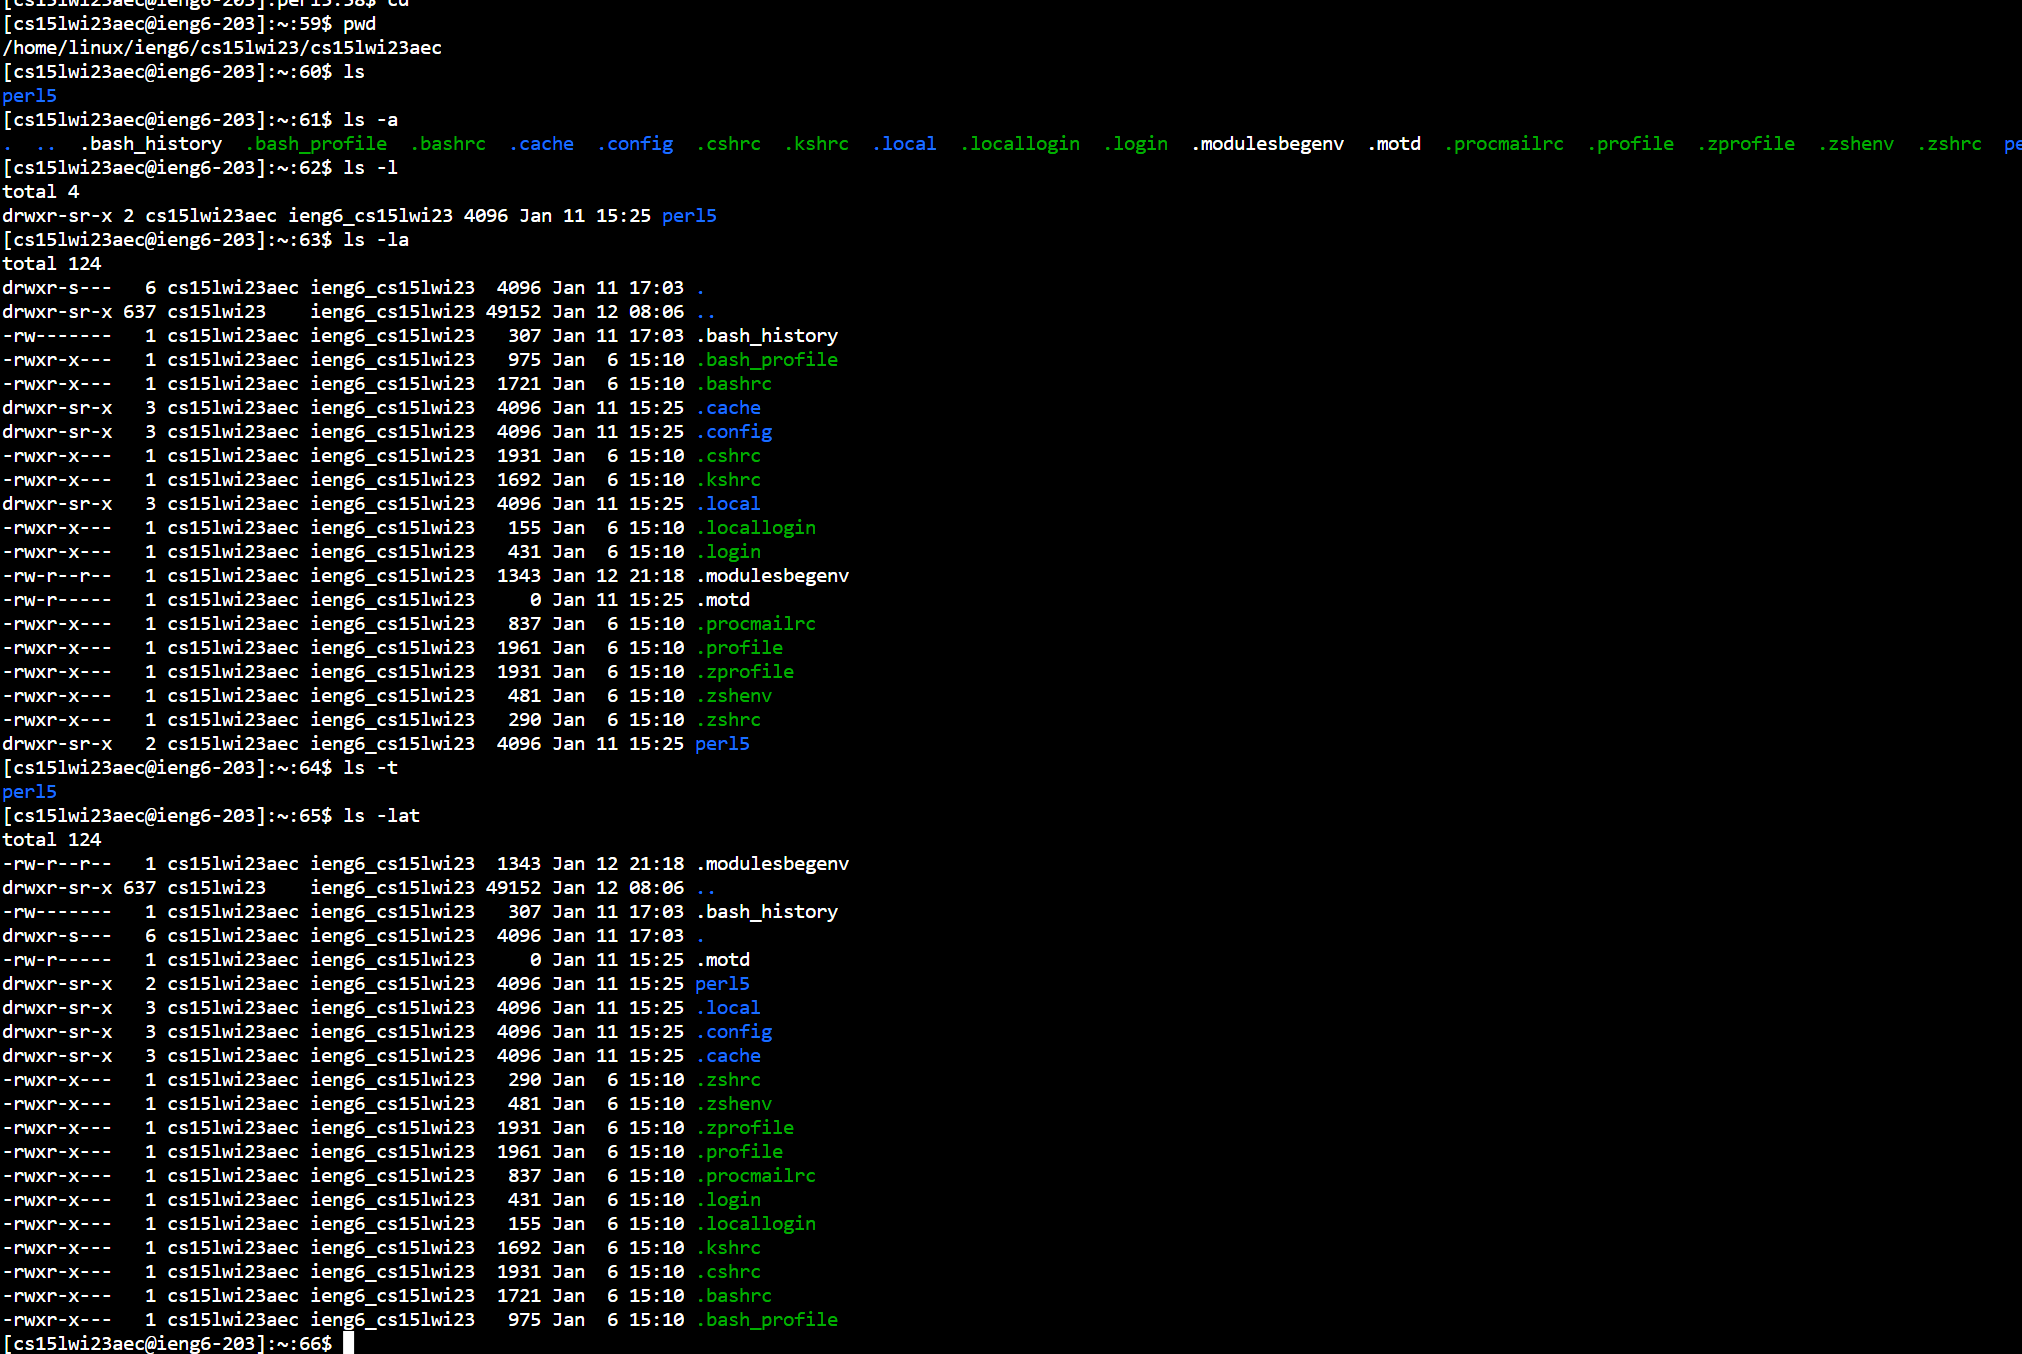 [cs15lwi23aec@ieng6-203]:perl5:58$ cd
[cs15lwi23aec@ieng6-203]:~:59$ pwd
/home/linux/ieng6/cs15lwi23/cs15lwi23aec
[cs15lwi23aec@ieng6-203]:~:60$ ls
perl5
[cs15lwi23aec@ieng6-203]:~:61$ ls -a
.  ..  .bash_history  .bash_profile  .bashrc  .cache  .config  .cshrc  .kshrc  .local  .locallogin  .login  .modulesbegenv  .motd  .procmailrc  .profile  .zprofile  .zshenv  .zshrc  pe
[cs15lwi23aec@ieng6-203]:~:62$ ls -l
total 4
drwxr-sr-x 2 cs15lwi23aec ieng6_cs15lwi23 4096 Jan 11 15:25 perl5
[cs15lwi23aec@ieng6-203]:~:63$ ls -la
total 124
drwxr-s---   6 cs15lwi23aec ieng6_cs15lwi23  4096 Jan 11 17:03 .
drwxr-sr-x 637 cs15lwi23    ieng6_cs15lwi23 49152 Jan 12 08:06 ..
-rw-------   1 cs15lwi23aec ieng6_cs15lwi23   307 Jan 11 17:03 .bash_history
-rwxr-x---   1 cs15lwi23aec ieng6_cs15lwi23   975 Jan  6 15:10 .bash_profile
-rwxr-x---   1 cs15lwi23aec ieng6_cs15lwi23  1721 Jan  6 15:10 .bashrc
drwxr-sr-x   3 cs15lwi23aec ieng6_cs15lwi23  4096 Jan 11 15:25 .cache
drwxr-sr-x   3 cs15lwi23aec ieng6_cs15lwi23  4096 Jan 11 15:25 .config
-rwxr-x---   1 cs15lwi23aec ieng6_cs15lwi23  1931 Jan  6 15:10 .cshrc
-rwxr-x---   1 cs15lwi23aec ieng6_cs15lwi23  1692 Jan  6 15:10 .kshrc
drwxr-sr-x   3 cs15lwi23aec ieng6_cs15lwi23  4096 Jan 11 15:25 .local
-rwxr-x---   1 cs15lwi23aec ieng6_cs15lwi23   155 Jan  6 15:10 .locallogin
-rwxr-x---   1 cs15lwi23aec ieng6_cs15lwi23   431 Jan  6 15:10 .login
-rw-r--r--   1 cs15lwi23aec ieng6_cs15lwi23  1343 Jan 12 21:18 .modulesbegenv
-rw-r-----   1 cs15lwi23aec ieng6_cs15lwi23     0 Jan 11 15:25 .motd
-rwxr-x---   1 cs15lwi23aec ieng6_cs15lwi23   837 Jan  6 15:10 .procmailrc
-rwxr-x---   1 cs15lwi23aec ieng6_cs15lwi23  1961 Jan  6 15:10 .profile
-rwxr-x---   1 cs15lwi23aec ieng6_cs15lwi23  1931 Jan  6 15:10 .zprofile
-rwxr-x---   1 cs15lwi23aec ieng6_cs15lwi23   481 Jan  6 15:10 .zshenv
-rwxr-x---   1 cs15lwi23aec ieng6_cs15lwi23   290 Jan  6 15:10 .zshrc
drwxr-sr-x   2 cs15lwi23aec ieng6_cs15lwi23  4096 Jan 11 15:25 perl5
[cs15lwi23aec@ieng6-203]:~:64$ ls -t
perl5
[cs15lwi23aec@ieng6-203]:~:65$ ls -lat
total 124
-rw-r--r--   1 cs15lwi23aec ieng6_cs15lwi23  1343 Jan 12 21:18 .modulesbegenv
drwxr-sr-x 637 cs15lwi23    ieng6_cs15lwi23 49152 Jan 12 08:06 ..
-rw-------   1 cs15lwi23aec ieng6_cs15lwi23   307 Jan 11 17:03 .bash_history
drwxr-s---   6 cs15lwi23aec ieng6_cs15lwi23  4096 Jan 11 17:03 .
-rw-r-----   1 cs15lwi23aec ieng6_cs15lwi23     0 Jan 11 15:25 .motd
drwxr-sr-x   2 cs15lwi23aec ieng6_cs15lwi23  4096 Jan 11 15:25 perl5
drwxr-sr-x   3 cs15lwi23aec ieng6_cs15lwi23  4096 Jan 11 15:25 .local
drwxr-sr-x   3 cs15lwi23aec ieng6_cs15lwi23  4096 Jan 11 15:25 .config
drwxr-sr-x   3 cs15lwi23aec ieng6_cs15lwi23  4096 Jan 11 15:25 .cache
-rwxr-x---   1 cs15lwi23aec ieng6_cs15lwi23   290 Jan  6 15:10 .zshrc
-rwxr-x---   1 cs15lwi23aec ieng6_cs15lwi23   481 Jan  6 15:10 .zshenv
-rwxr-x---   1 cs15lwi23aec ieng6_cs15lwi23  1931 Jan  6 15:10 .zprofile
-rwxr-x---   1 cs15lwi23aec ieng6_cs15lwi23  1961 Jan  6 15:10 .profile
-rwxr-x---   1 cs15lwi23aec ieng6_cs15lwi23   837 Jan  6 15:10 .procmailrc
-rwxr-x---   1 cs15lwi23aec ieng6_cs15lwi23   431 Jan  6 15:10 .login
-rwxr-x---   1 cs15lwi23aec ieng6_cs15lwi23   155 Jan  6 15:10 .locallogin
-rwxr-x---   1 cs15lwi23aec ieng6_cs15lwi23  1692 Jan  6 15:10 .kshrc
-rwxr-x---   1 cs15lwi23aec ieng6_cs15lwi23  1931 Jan  6 15:10 .cshrc
-rwxr-x---   1 cs15lwi23aec ieng6_cs15lwi23  1721 Jan  6 15:10 .bashrc
-rwxr-x---   1 cs15lwi23aec ieng6_cs15lwi23   975 Jan  6 15:10 .bash_profile
[cs15lwi23aec@ieng6-203]:~:66$